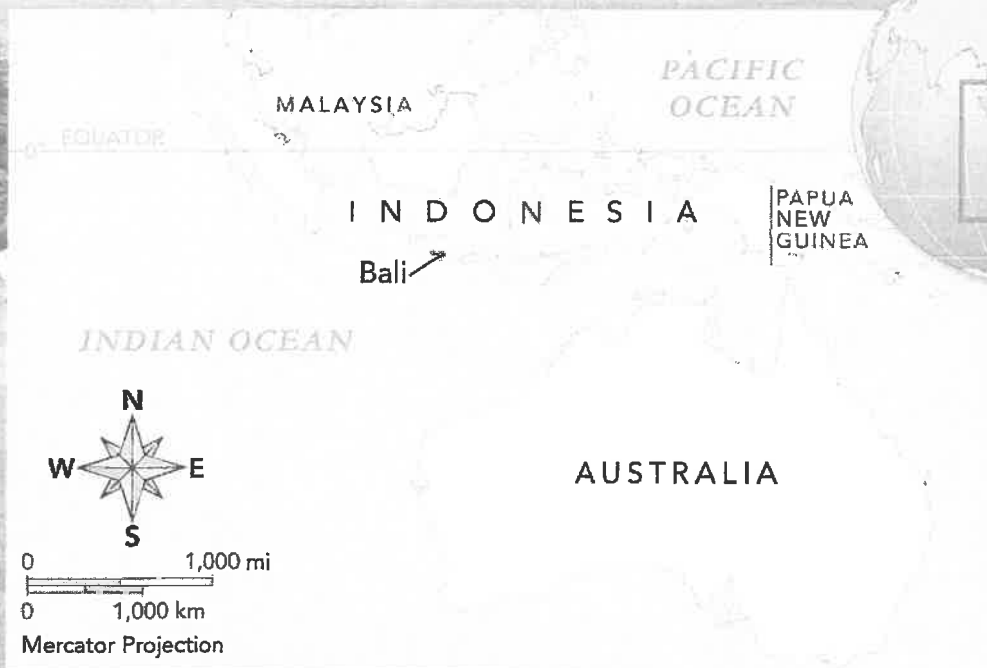 PACIFIC
OCEAN
MALAYSIA
EQUATOR
0°
INDONESIA
PAPUA
NEW
GUINEA
Bali
INDIAN OCEAN
N
W E
S
AUSTRALIA
0 1,000 mi
0 1,000 km
Mercator Projection